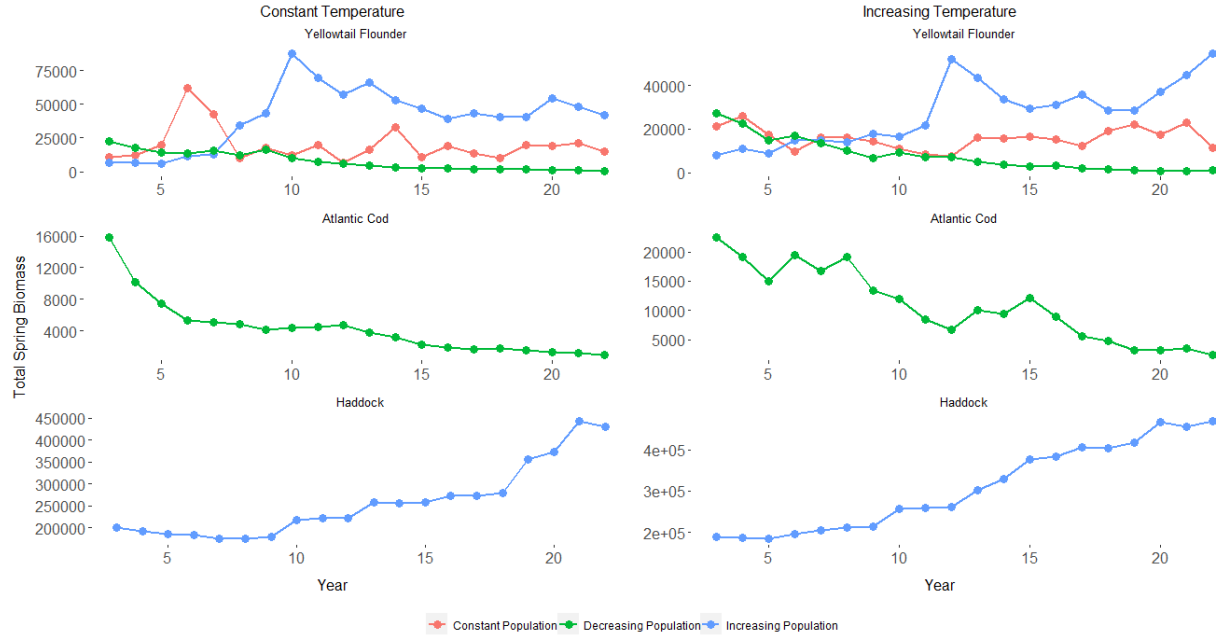 Constant Temperature
Increasing Temperature
Yellowtail Flounder
Yellowtail Flounder
75000
50000
25000
0
5 10 15 20
40000
20000
0
5 10 15 20
Atlantic Cod
Atlantic Cod
16000
12000
8000
4000
5 10 15 20
20000
15000
10000
5000
5 10 15 20
Haddock
Haddock
450000
400000
350000
300000
250000
200000
5 10 15 20
4e+05
3e+05
2e+05
5 10 15 20
Total Spring Biomass
Year
Year
Constant Population Decreasing Population Increasing Population